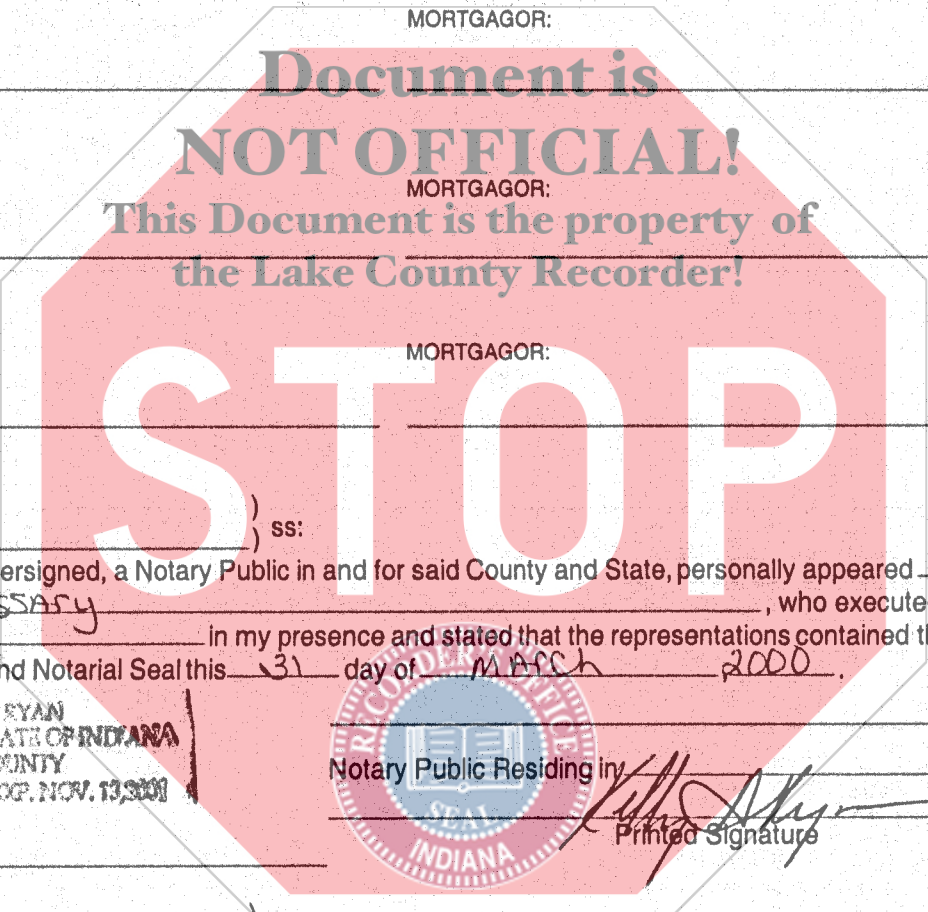 MORTGAGOR:
Document is
NOT OFFICIAL!
MORTGAGOR:
This Document is the property of
the Lake County Recorder!
MORTGAGOR:
STOP
) ss:
)
ersigned, a Notary Public in and for said County and State, personally appeared
SSARY
, who execute
in my presence and stated that the representations contained th
nd Notarial Seal this 31 day of MARCH 2000.
RYAN
ATE OF INDIANA
OUNTY
EXP. NOV. 13,
Notary Public Residing in
Printed Signature
RECORDER'S OFFICE
SEAL
INDIANA